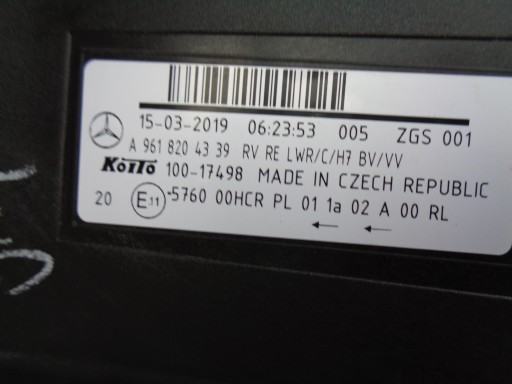 15-03-2019 06:23:53 005 ZGS 001
A 961 820 43 39 RV RE LWR/C/H7 BV/VV
KOITO 100-17498 MADE IN CZECH REPUBLIC
20 E11 -5760 00HCR PL 01 1a 02 A 00 RL
← ←